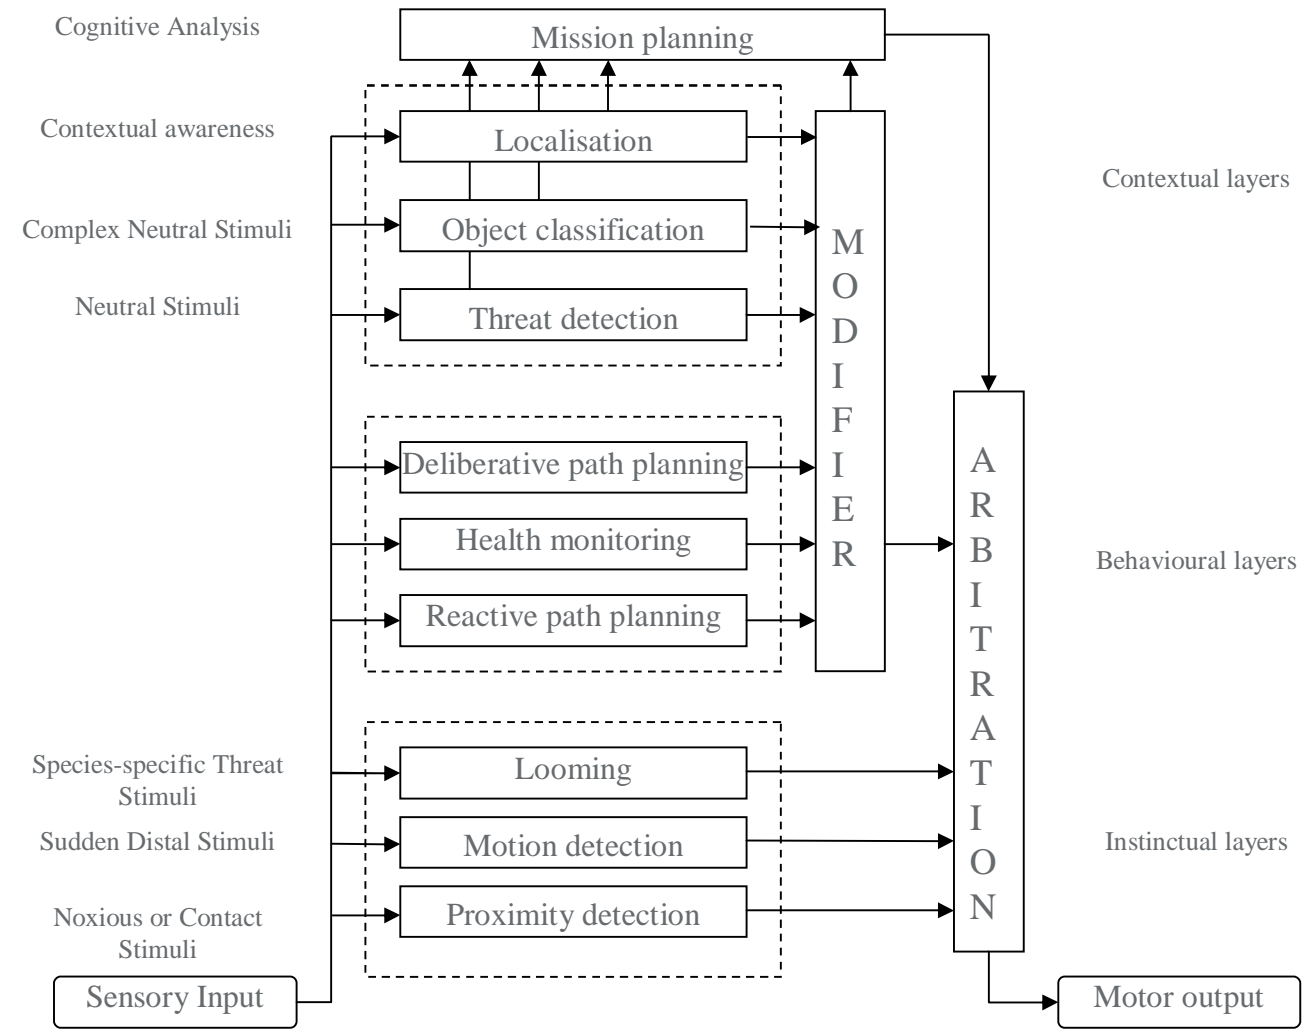 Cognitive Analysis
Mission planning
Contextual awareness
Localisation
Contextual layers
Complex Neutral Stimuli
Object classification
Neutral Stimuli
Threat detection
M
O
D
I
F
I
E
R
Deliberative path planning
Health monitoring
Reactive path planning
Behavioural layers
A
R
B
I
T
R
A
T
I
O
N
Species-specific Threat
Stimuli
Looming
Sudden Distal Stimuli
Motion detection
Instinctual layers
Noxious or Contact
Stimuli
Proximity detection
Sensory Input
Motor output